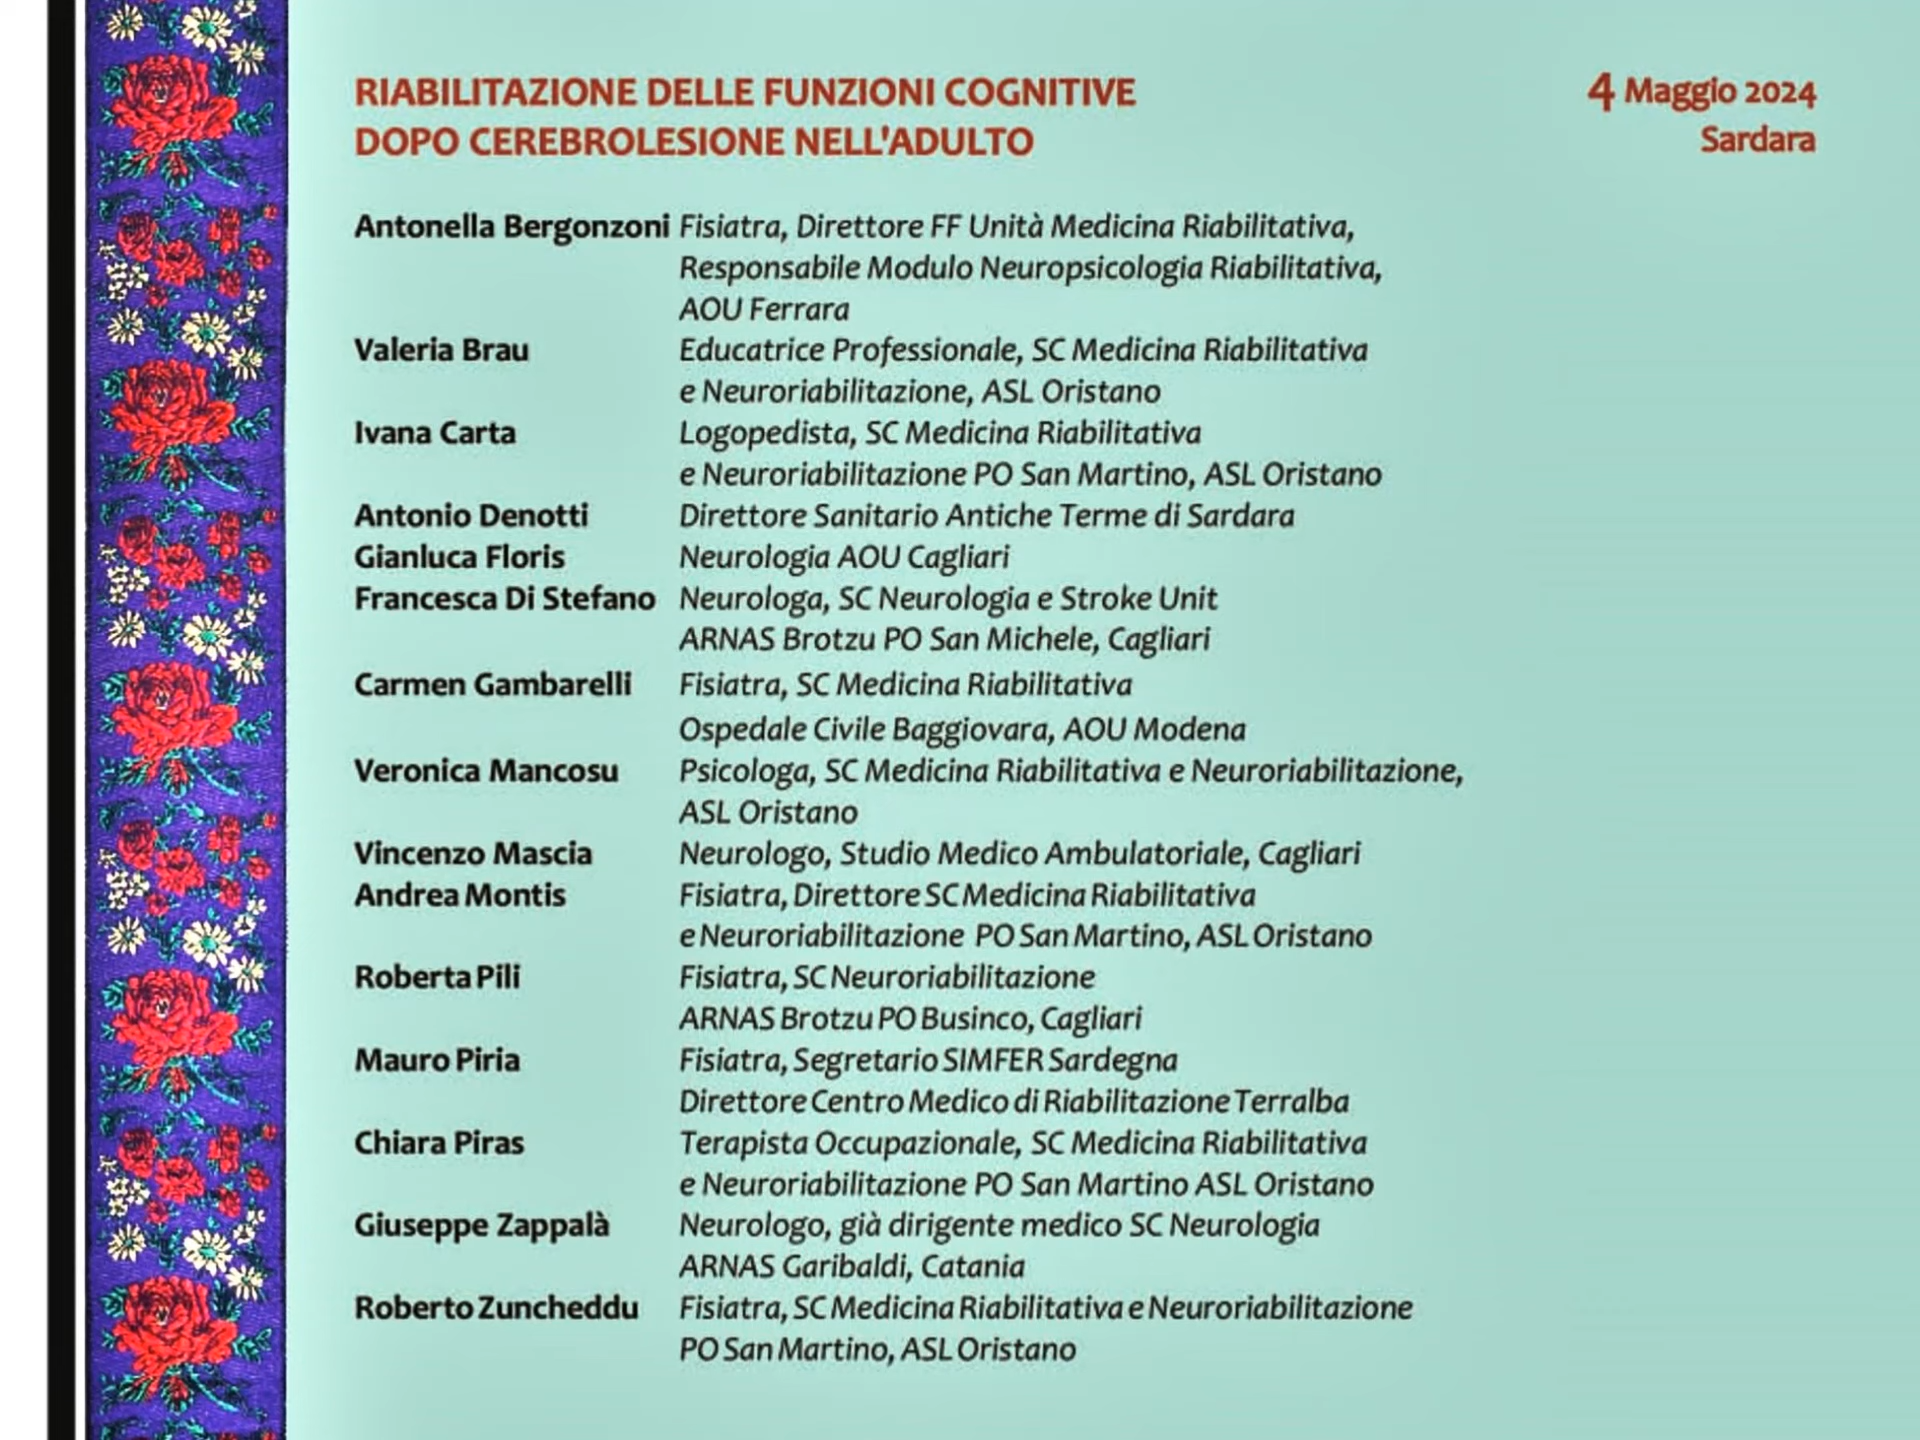 RIABILITAZIONE DELLE FUNZIONI COGNITIVE
DOPO CEREBROLESIONE NELL'ADULTO
4 Maggio 2024
Sardara
Antonella Bergonzoni Fisiatra, Direttore FF Unità Medicina Riabilitativa,
Responsabile Modulo Neuropsicologia Riabilitativa,
AOU Ferrara
Valeria Brau Educatrice Professionale, SC Medicina Riabilitativa
e Neuroriabilitazione, ASL Oristano
Ivana Carta Logopedista, SC Medicina Riabilitativa
e Neuroriabilitazione PO San Martino, ASL Oristano
Antonio Denotti Direttore Sanitario Antiche Terme di Sardara
Gianluca Floris Neurologia AOU Cagliari
Francesca Di Stefano Neurologa, SC Neurologia e Stroke Unit
ARNAS Brotzu PO San Michele, Cagliari
Carmen Gambarelli Fisiatra, SC Medicina Riabilitativa
Ospedale Civile Baggiovara, AOU Modena
Veronica Mancosu Psicologa, SC Medicina Riabilitativa e Neuroriabilitazione,
ASL Oristano
Vincenzo Mascia Neurologo, Studio Medico Ambulatoriale, Cagliari
Andrea Montis Fisiatra, Direttore SC Medicina Riabilitativa
e Neuroriabilitazione PO San Martino, ASL Oristano
Roberta Pili Fisiatra, SC Neuroriabilitazione
ARNAS Brotzu PO Businco, Cagliari
Mauro Piria Fisiatra, Segretario SIMFER Sardegna
Direttore Centro Medico di Riabilitazione Terralba
Chiara Piras Terapista Occupazionale, SC Medicina Riabilitativa
e Neuroriabilitazione PO San Martino ASL Oristano
Giuseppe Zappalà Neurologo, già dirigente medico SC Neurologia
ARNAS Garibaldi, Catania
Roberto Zuncheddu Fisiatra, SC Medicina Riabilitativa e Neuroriabilitazione
PO San Martino, ASL Oristano